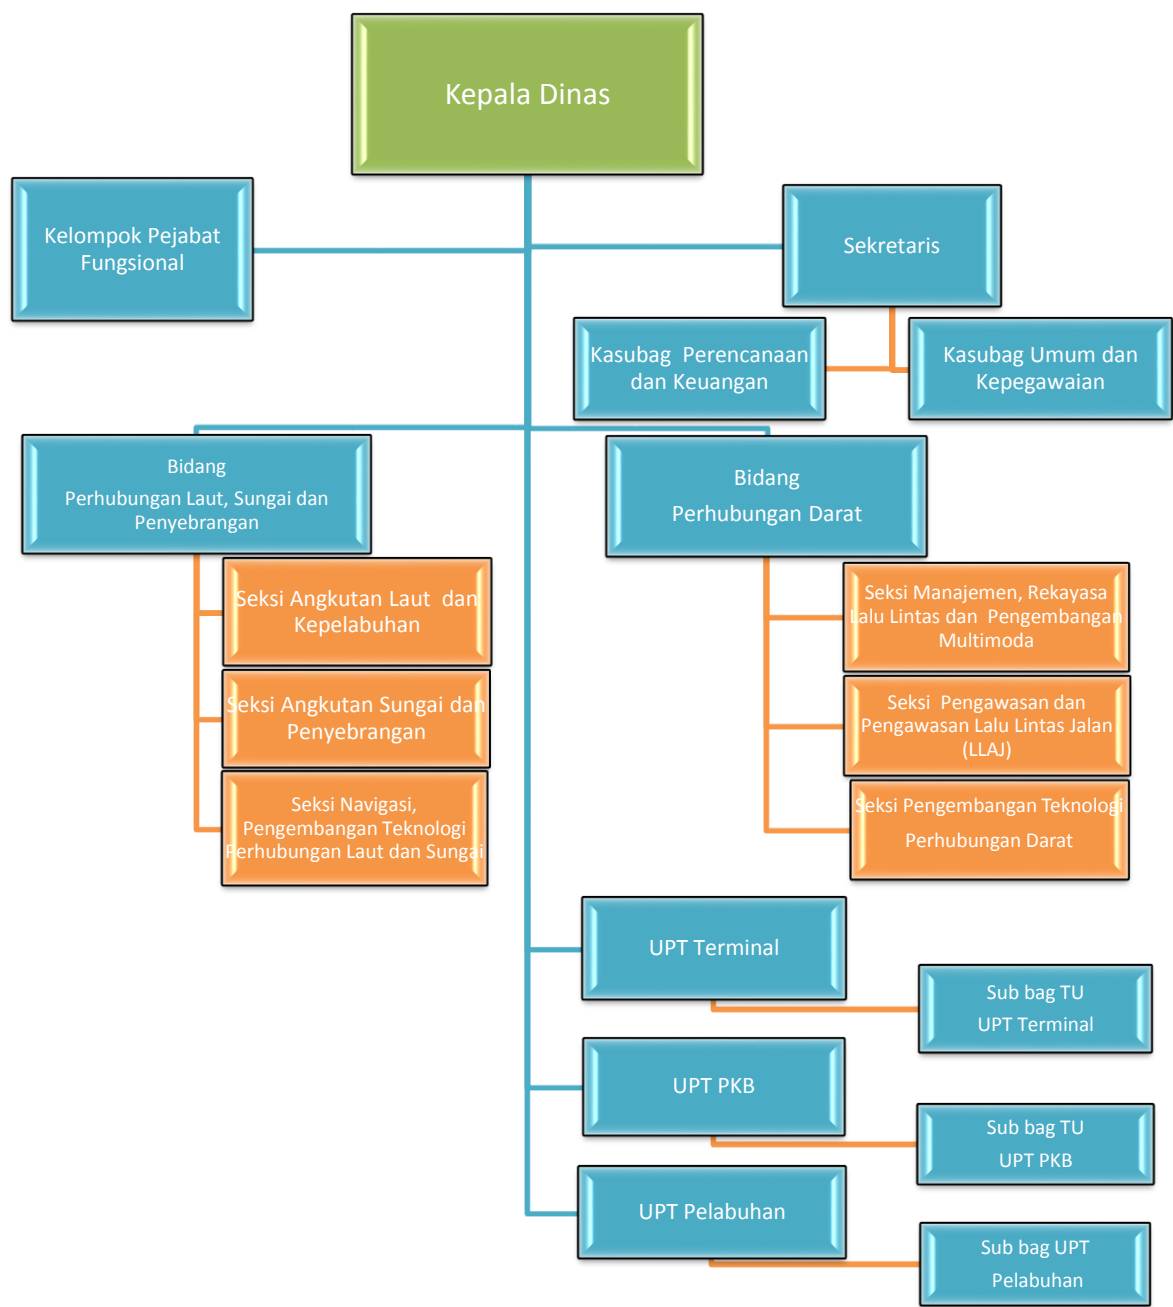 Kepala Dinas
Kelompok Pejabat
Fungsional
Sekretaris
Kasubag Perencanaan
dan Keuangan
Kasubag Umum dan
Kepegawaian
Bidang
Perhubungan Laut, Sungai dan
Penyebrangan
Bidang
Perhubungan Darat
Seksi Angkutan Laut dan
Kepelabuhan
Seksi Angkutan Sungai dan
Penyebrangan
Seksi Navigasi,
Pengembangan Teknologi
Perhubungan Laut dan Sungai
Seksi Manajemen, Rekayasa
Lalu Lintas dan Pengembangan
Multimoda
Seksi Pengawasan dan
Pengawasan Lalu Lintas Jalan
(LLAJ)
Seksi Pengembangan Teknologi
Perhubungan Darat
UPT Terminal
Sub bag TU
UPT Terminal
UPT PKB
Sub bag TU
UPT PKB
UPT Pelabuhan
Sub bag UPT
Pelabuhan